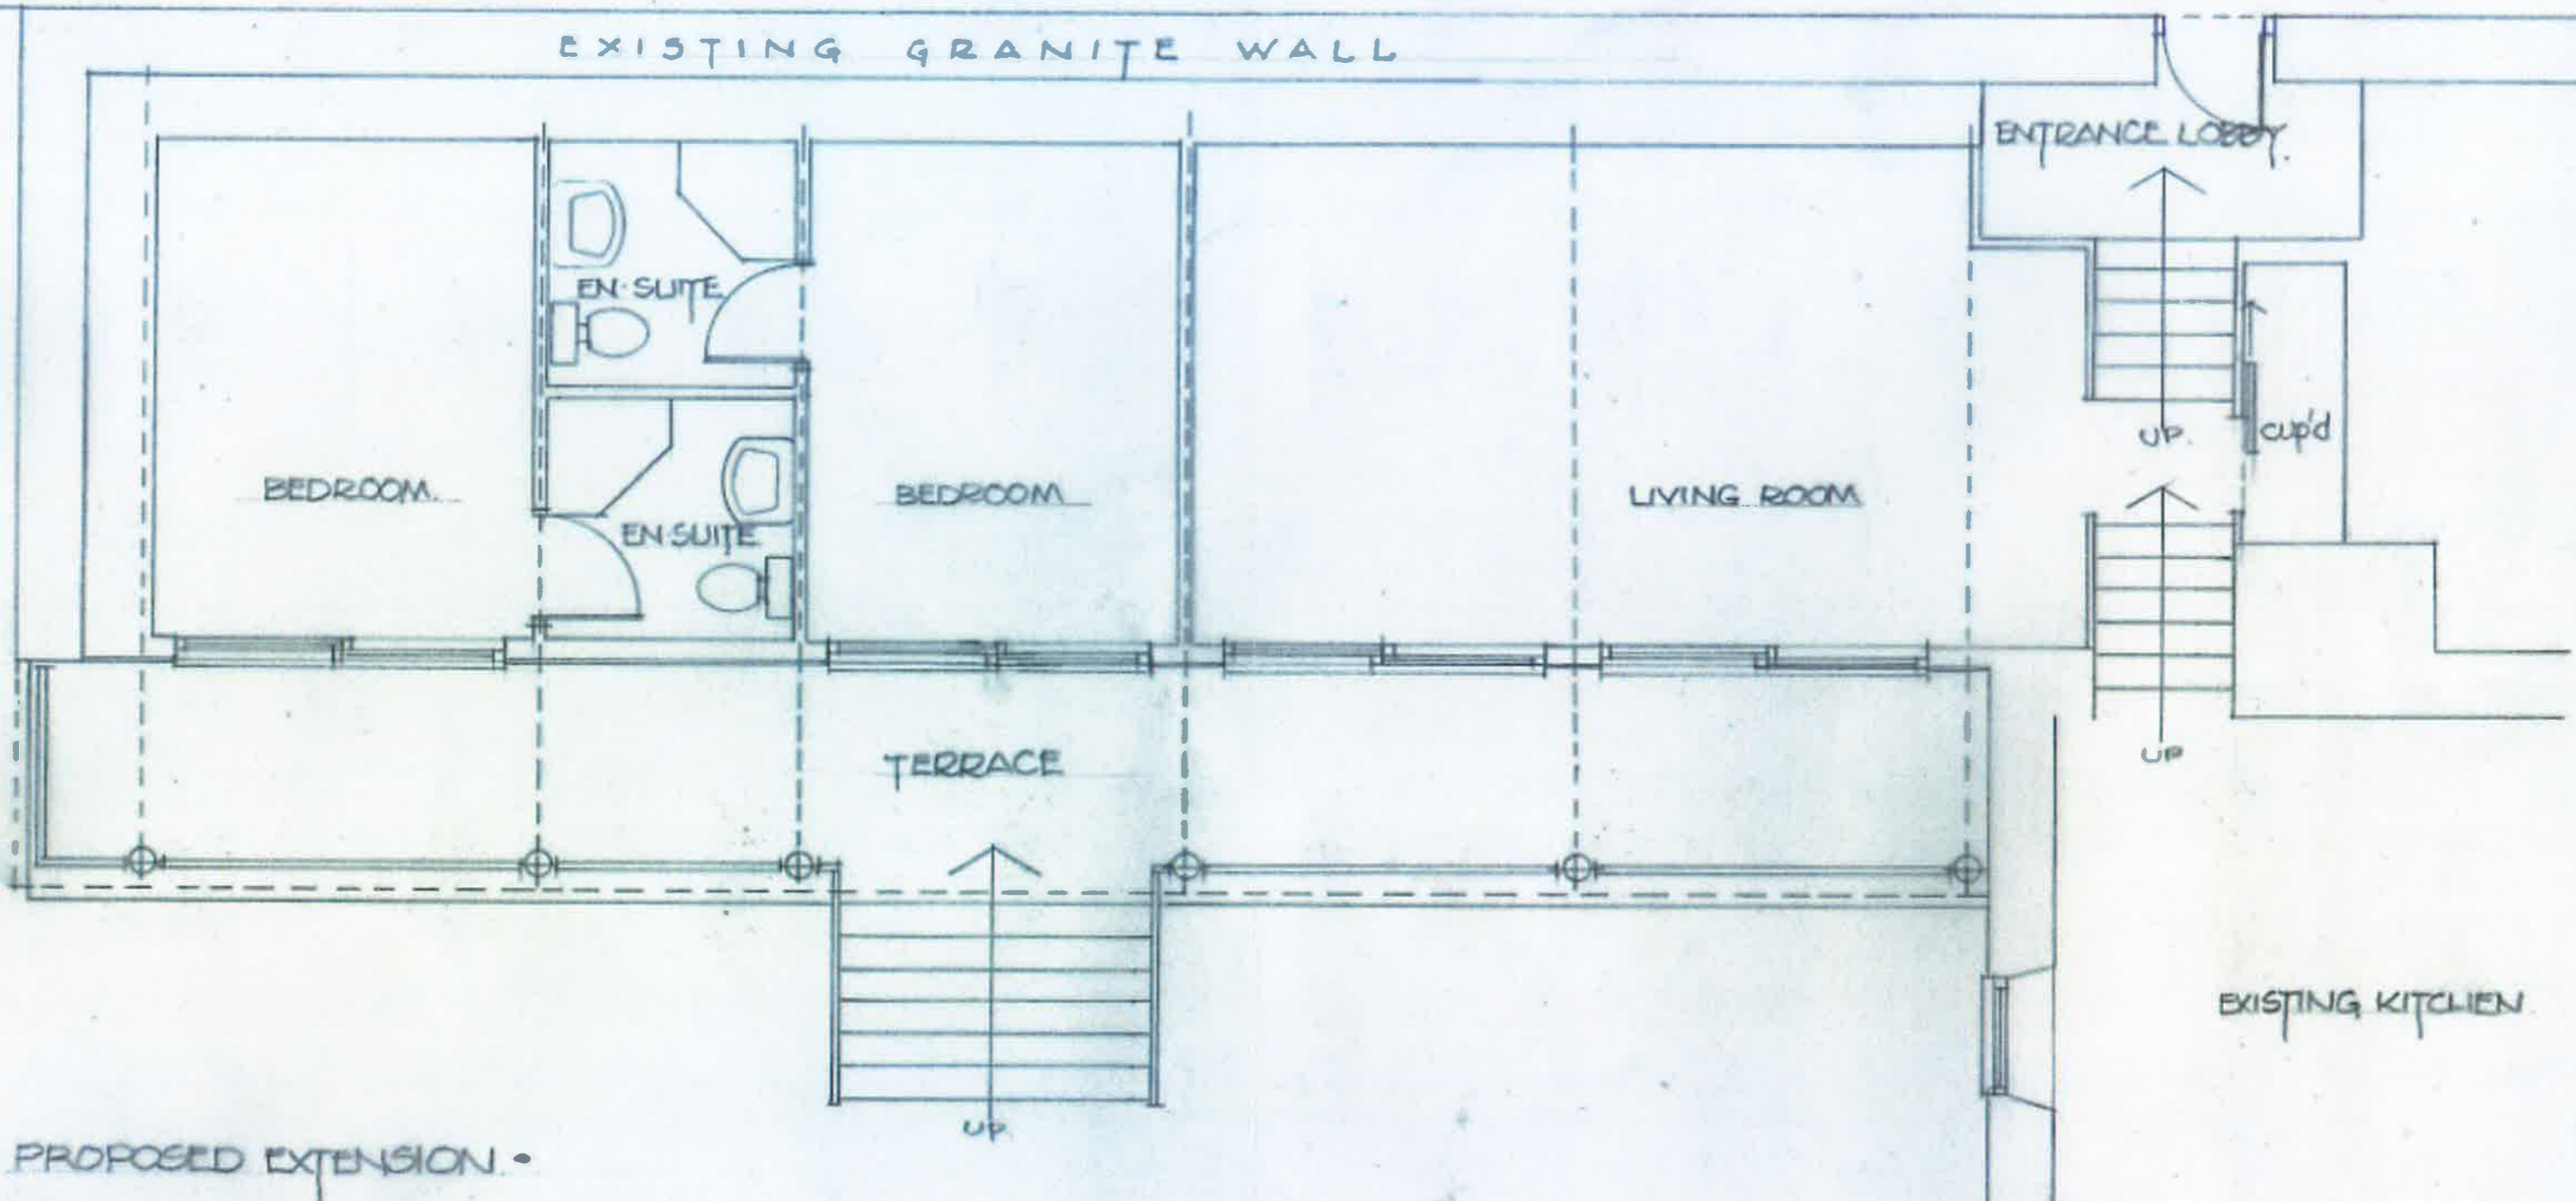 EXISTING GRANITE WALL
ENTRANCE LOBBY.
EN·SUITE
UP.
cup'd
BEDROOM.
BEDROOM
LIVING ROOM
EN·SUITE
UP
TERRACE
EXISTING KITCHEN.
UP.
PROPOSED EXTENSION.